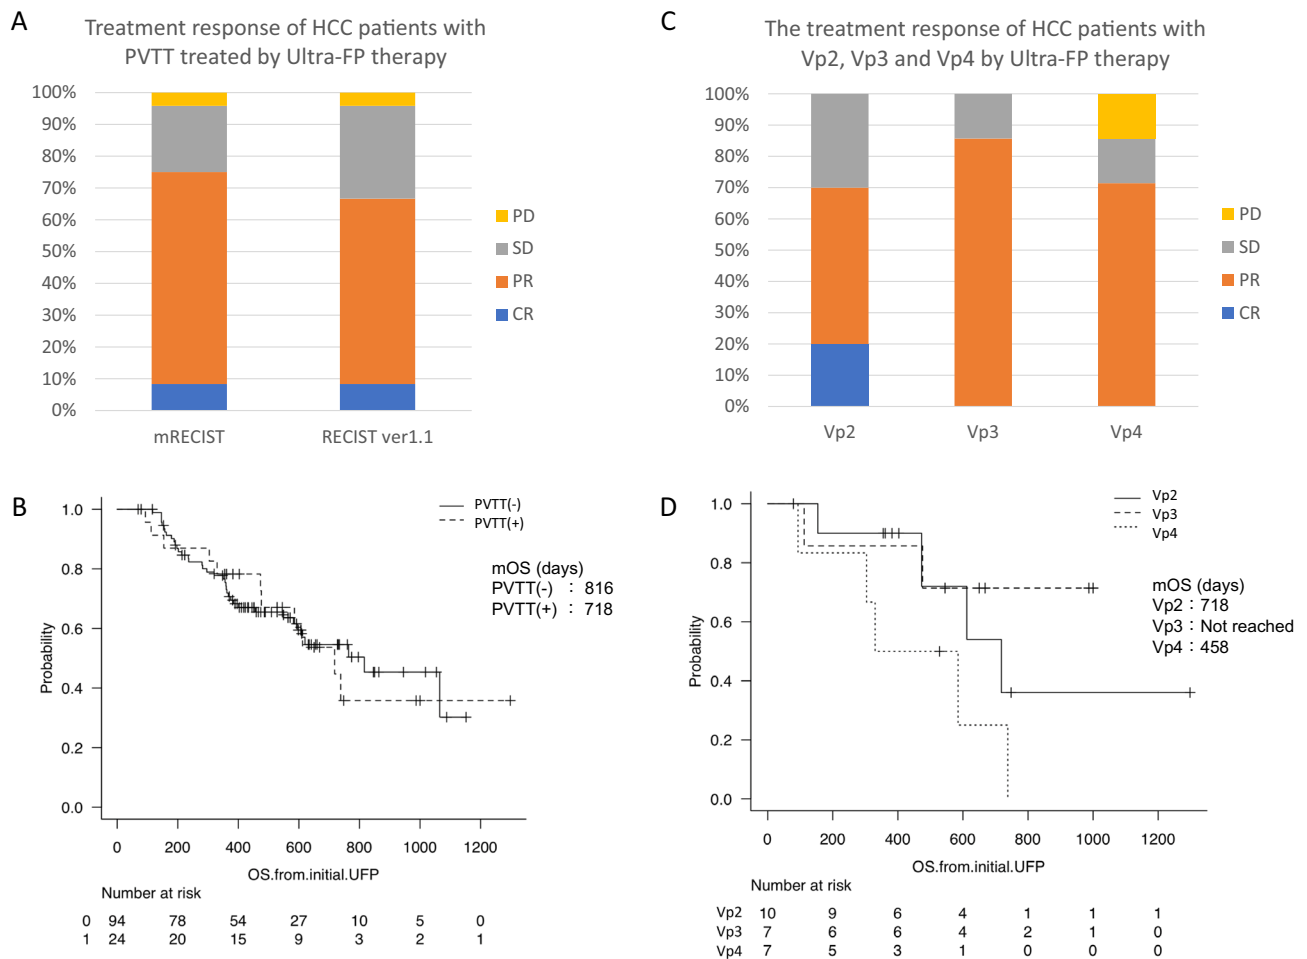 A
Treatment response of HCC patients with
PVTT treated by Ultra-FP therapy
100%
90%
80%
70%
60%
50%
40%
30%
20%
10%
0%
mRECIST
RECIST ver1.1
PD
SD
PR
CR
C
The treatment response of HCC patients with
Vp2, Vp3 and Vp4 by Ultra-FP therapy
100%
90%
80%
70%
60%
50%
40%
30%
20%
10%
0%
Vp2
Vp3
Vp4
PD
SD
PR
CR
B
PVTT(-)
PVTT(+)
mOS (days)
PVTT(-) : 816
PVTT(+) : 718
Probability
1.0
0.8
0.6
0.4
0.2
0.0
0 200 400 600 800 1000 1200
OS.from.initial.UFP
Number at risk
0 94 78 54 27 10 5 0
1 24 20 15 9 3 2 1
D
Vp2
Vp3
Vp4
mOS (days)
Vp2 : 718
Vp3 : Not reached
Vp4 : 458
Probability
1.0
0.8
0.6
0.4
0.2
0.0
0 200 400 600 800 1000 1200
OS.from.initial.UFP
Number at risk
Vp2 10 9 6 4 1 1 1
Vp3 7 6 6 4 2 1 0
Vp4 7 5 3 1 0 0 0